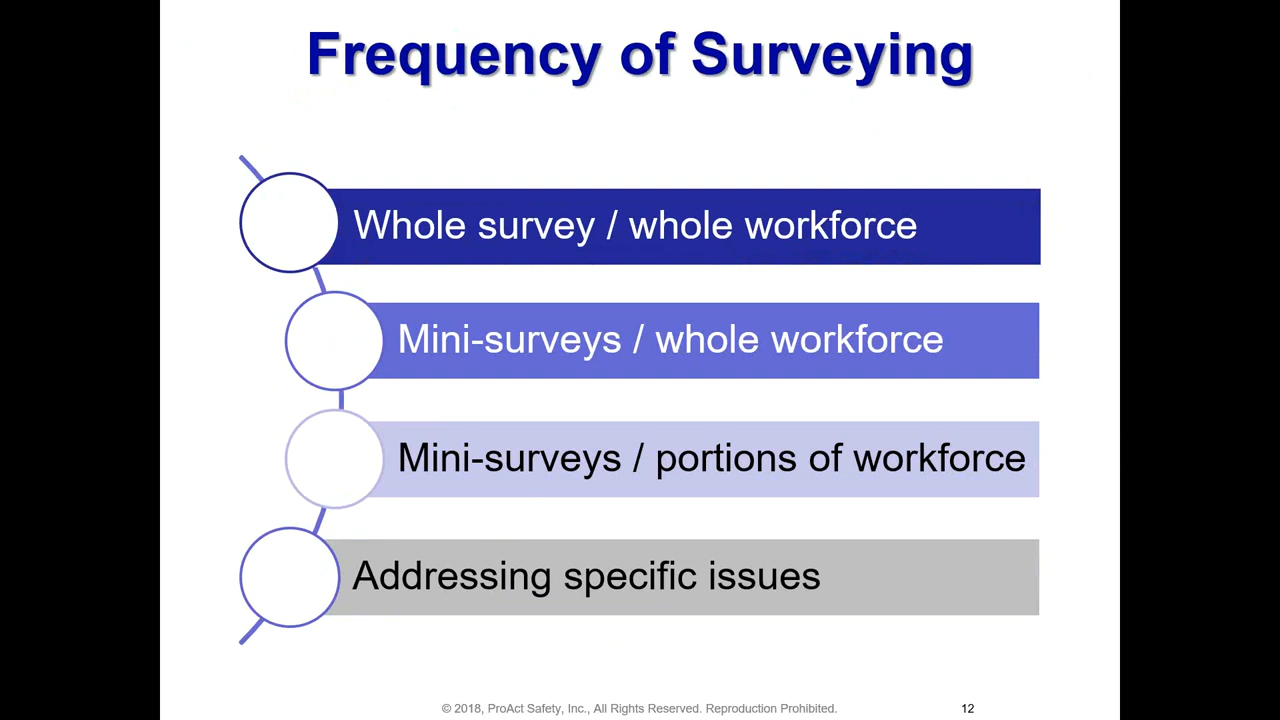 Frequency of Surveying
Whole survey / whole workforce
Mini-surveys / whole workforce
Mini-surveys / portions of workforce
Addressing specific issues
© 2018, ProAct Safety, Inc., All Rights Reserved. Reproduction Prohibited.
12